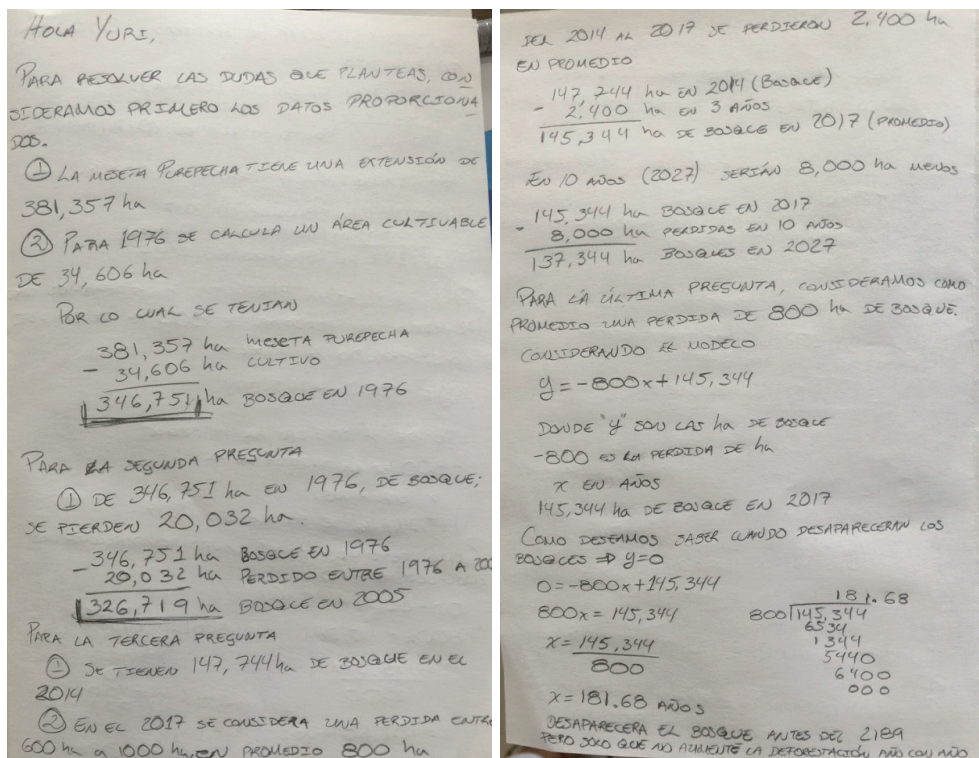 HOLA YURI,
PARA RESOLVER LAS DUDAS QUE PLANTEAS, CON
SIDERAMOS PRIMERO LOS DATOS PROPORCIONA
DOS.
① LA MESETA PUREPECHA TIENE UNA EXTENSIÓN DE
381,357 ha
② PARA 1976 SE CALCULA UN ÁREA CULTIVABLE
DE 34,606 ha
POR LO CUAL SE TENIAN
381,357 ha MESETA PUREPECHA
- 34,606 ha CULTIVO
346,751 ha BOSQUE EN 1976
PARA LA SEGUNDA PREGUNTA
① DE 346,751 ha EN 1976, DE BOSQUE;
SE PIERDEN 20,032 ha.
- 346,751 ha BOSQUE EN 1976
20,032 ha PERDIDO ENTRE 1976 A 200
326,719 ha BOSQUE EN 2005
PARA LA TERCERA PREGUNTA
① SE TIENEN 147,744 ha DE BOSQUE EN EL
2014
② EN EL 2017 SE CONSIDERA UNA PERDIDA ENTRE
600 ha a 1000 ha, EN PROMEDIO 800 ha
DEL 2014 AL 2017 SE PERDIERON 2,400 ha
EN PROMEDIO
- 147,744 ha EN 2014 (BOSQUE)
2,400 ha EN 3 AÑOS
145,344 ha DE BOSQUE EN 2017 (PROMEDIO)
EN 10 AÑOS (2027) SERÍAN 8,000 ha MENOS
- 145,344 ha BOSQUE EN 2017
8,000 ha PERDIDAS EN 10 AÑOS
137,344 ha BOSQUES EN 2027
PARA LA ÚLTIMA PREGUNTA, CONSIDERAMOS COMO
PROMEDIO UNA PERDIDA DE 800 ha DE BOSQUE.
CONSIDERANDO EL MODELO
y = -800x + 145,344
DONDE "y" SON LAS ha DE BOSQUE
-800 ES LA PERDIDA DE ha
x EN AÑOS
145,344 ha DE BOSQUE EN 2017
COMO DESEAMOS SABER CUANDO DESAPARECERAN LOS
BOSQUES ⇒ y=0
0 = -800x + 145,344
800x = 145,344
x = 145,344
800
x = 181.68 AÑOS
181.68
800 145,344
6534
1344
5440
6400
000
DESAPARECERA EL BOSQUE ANTES DEL 2189
PERO SOLO QUE NO AUMENTE LA DEFORESTACIÓN AÑO CON AÑO